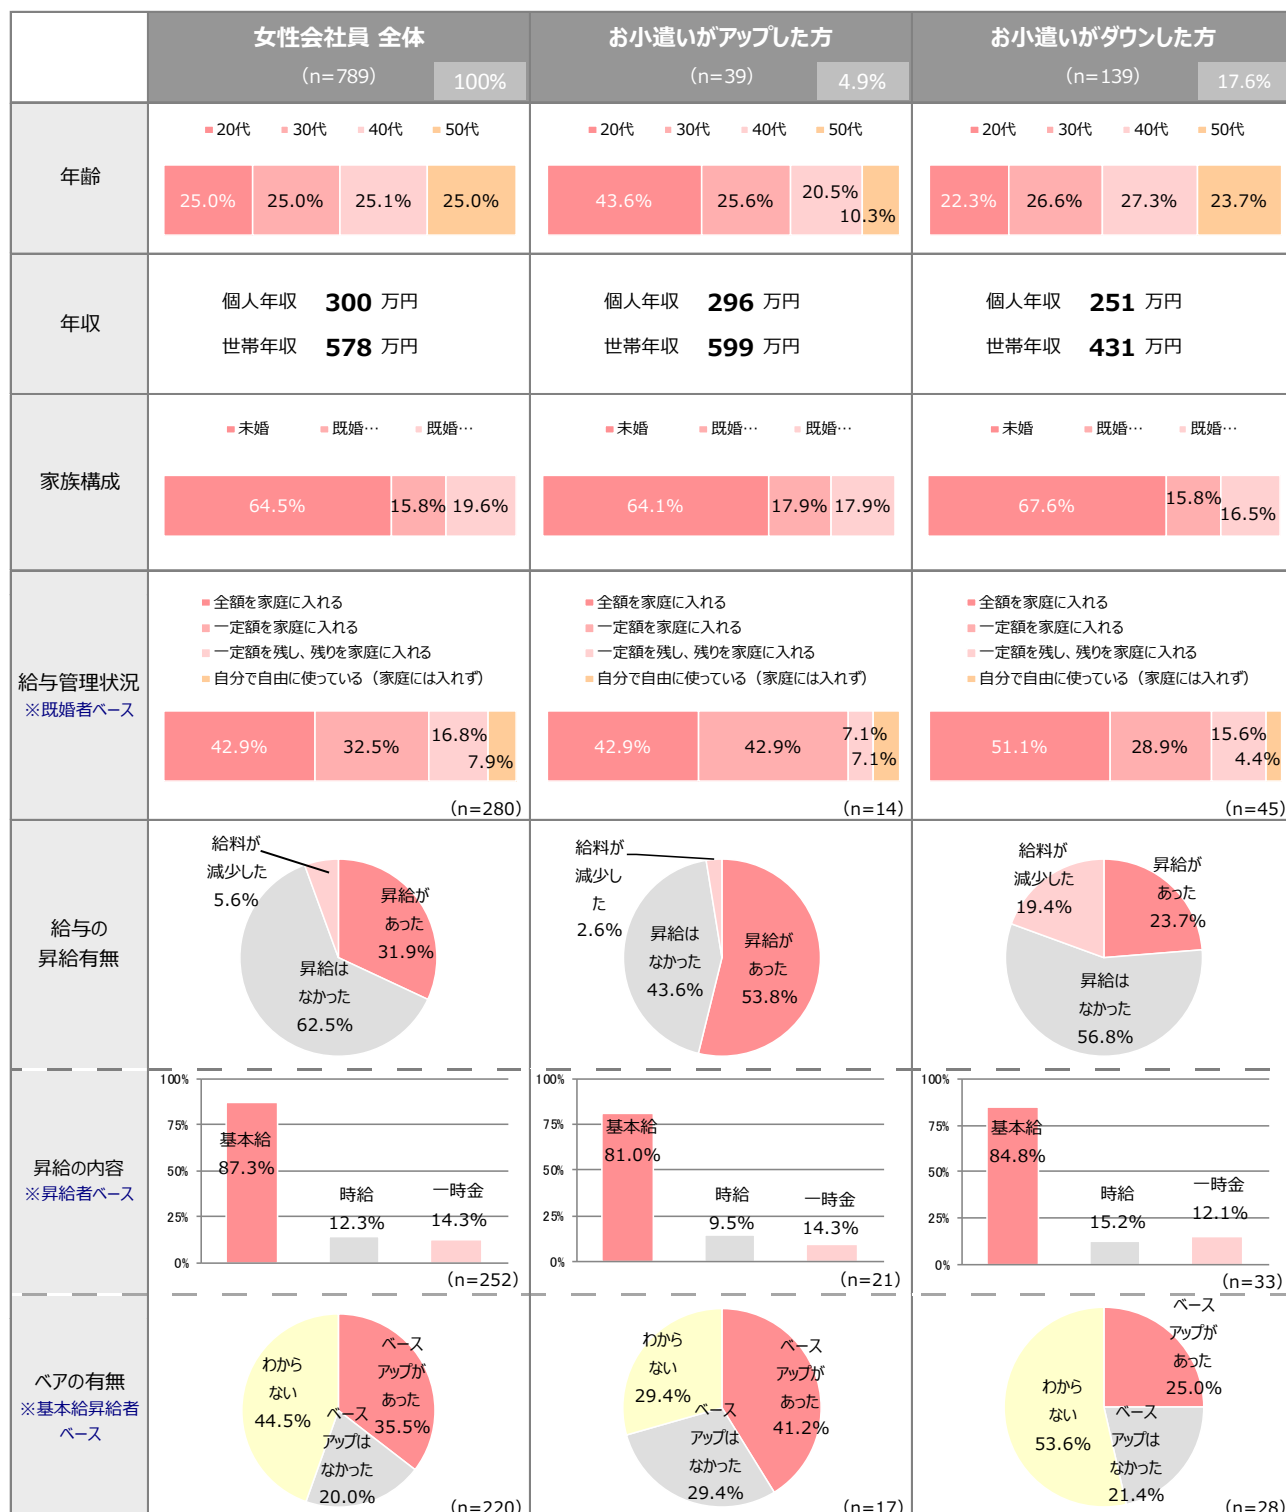 女性会社員 全体
(n=789)
100%
お小遣いがアップした方
(n=39)
4.9%
お小遣いがダウンした方
(n=139)
17.6%
年齢
20代 30代 40代 50代
25.0% 25.0% 25.1% 25.0%
20代 30代 40代 50代
43.6% 25.6% 20.5% 10.3%
20代 30代 40代 50代
22.3% 26.6% 27.3% 23.7%
年収
個人年収 300 万円
世帯年収 578 万円
個人年収 296 万円
世帯年収 599 万円
個人年収 251 万円
世帯年収 431 万円
家族構成
未婚 既婚… 既婚…
64.5% 15.8% 19.6%
未婚 既婚… 既婚…
64.1% 17.9% 17.9%
未婚 既婚… 既婚…
67.6% 15.8% 16.5%
給与管理状況
※既婚者ベース
全額を家庭に入れる
一定額を家庭に入れる
一定額を残し、残りを家庭に入れる
自分で自由に使っている（家庭には入れず）
42.9% 32.5% 16.8% 7.9%
(n=280)
全額を家庭に入れる
一定額を家庭に入れる
一定額を残し、残りを家庭に入れる
自分で自由に使っている（家庭には入れず）
42.9% 42.9% 7.1% 7.1%
(n=14)
全額を家庭に入れる
一定額を家庭に入れる
一定額を残し、残りを家庭に入れる
自分で自由に使っている（家庭には入れず）
51.1% 28.9% 15.6% 4.4%
(n=45)
給与の
昇給有無
給料が
減少した
5.6%
昇給が
あった
31.9%
昇給は
なかった
62.5%
給料が
減少し
た
2.6%
昇給は
なかった
43.6%
昇給が
あった
53.8%
給料が
減少した
19.4%
昇給が
あった
23.7%
昇給は
なかった
56.8%
昇給の内容
※昇給者ベース
100%
75%
50%
25%
0%
基本給
87.3%
時給
12.3%
一時金
14.3%
(n=252)
100%
75%
50%
25%
0%
基本給
81.0%
時給
9.5%
一時金
14.3%
(n=21)
100%
75%
50%
25%
0%
基本給
84.8%
時給
15.2%
一時金
12.1%
(n=33)
ベアの有無
※基本給昇給者
ベース
わから
ない
44.5%
ベース
アップが
あった
35.5%
ベース
アップは
なかった
20.0%
(n=220)
わから
ない
29.4%
ベース
アップが
あった
41.2%
ベース
アップは
なかった
29.4%
(n=17)
ベース
アップが
あった
25.0%
わから
ない
53.6%
ベース
アップは
なかった
21.4%
(n=28)